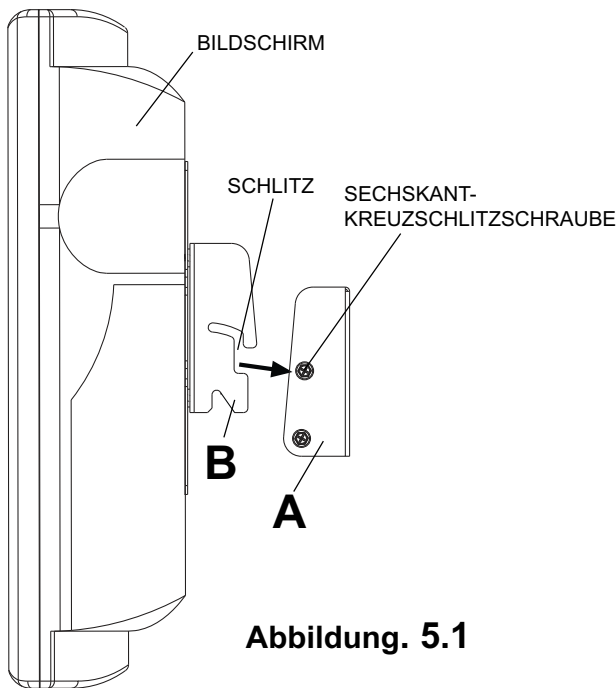 BILDSCHIRM
SCHLITZ
SECHSKANT-
KREUZSCHLITZSCHRAUBE
B
A
Abbildung. 5.1